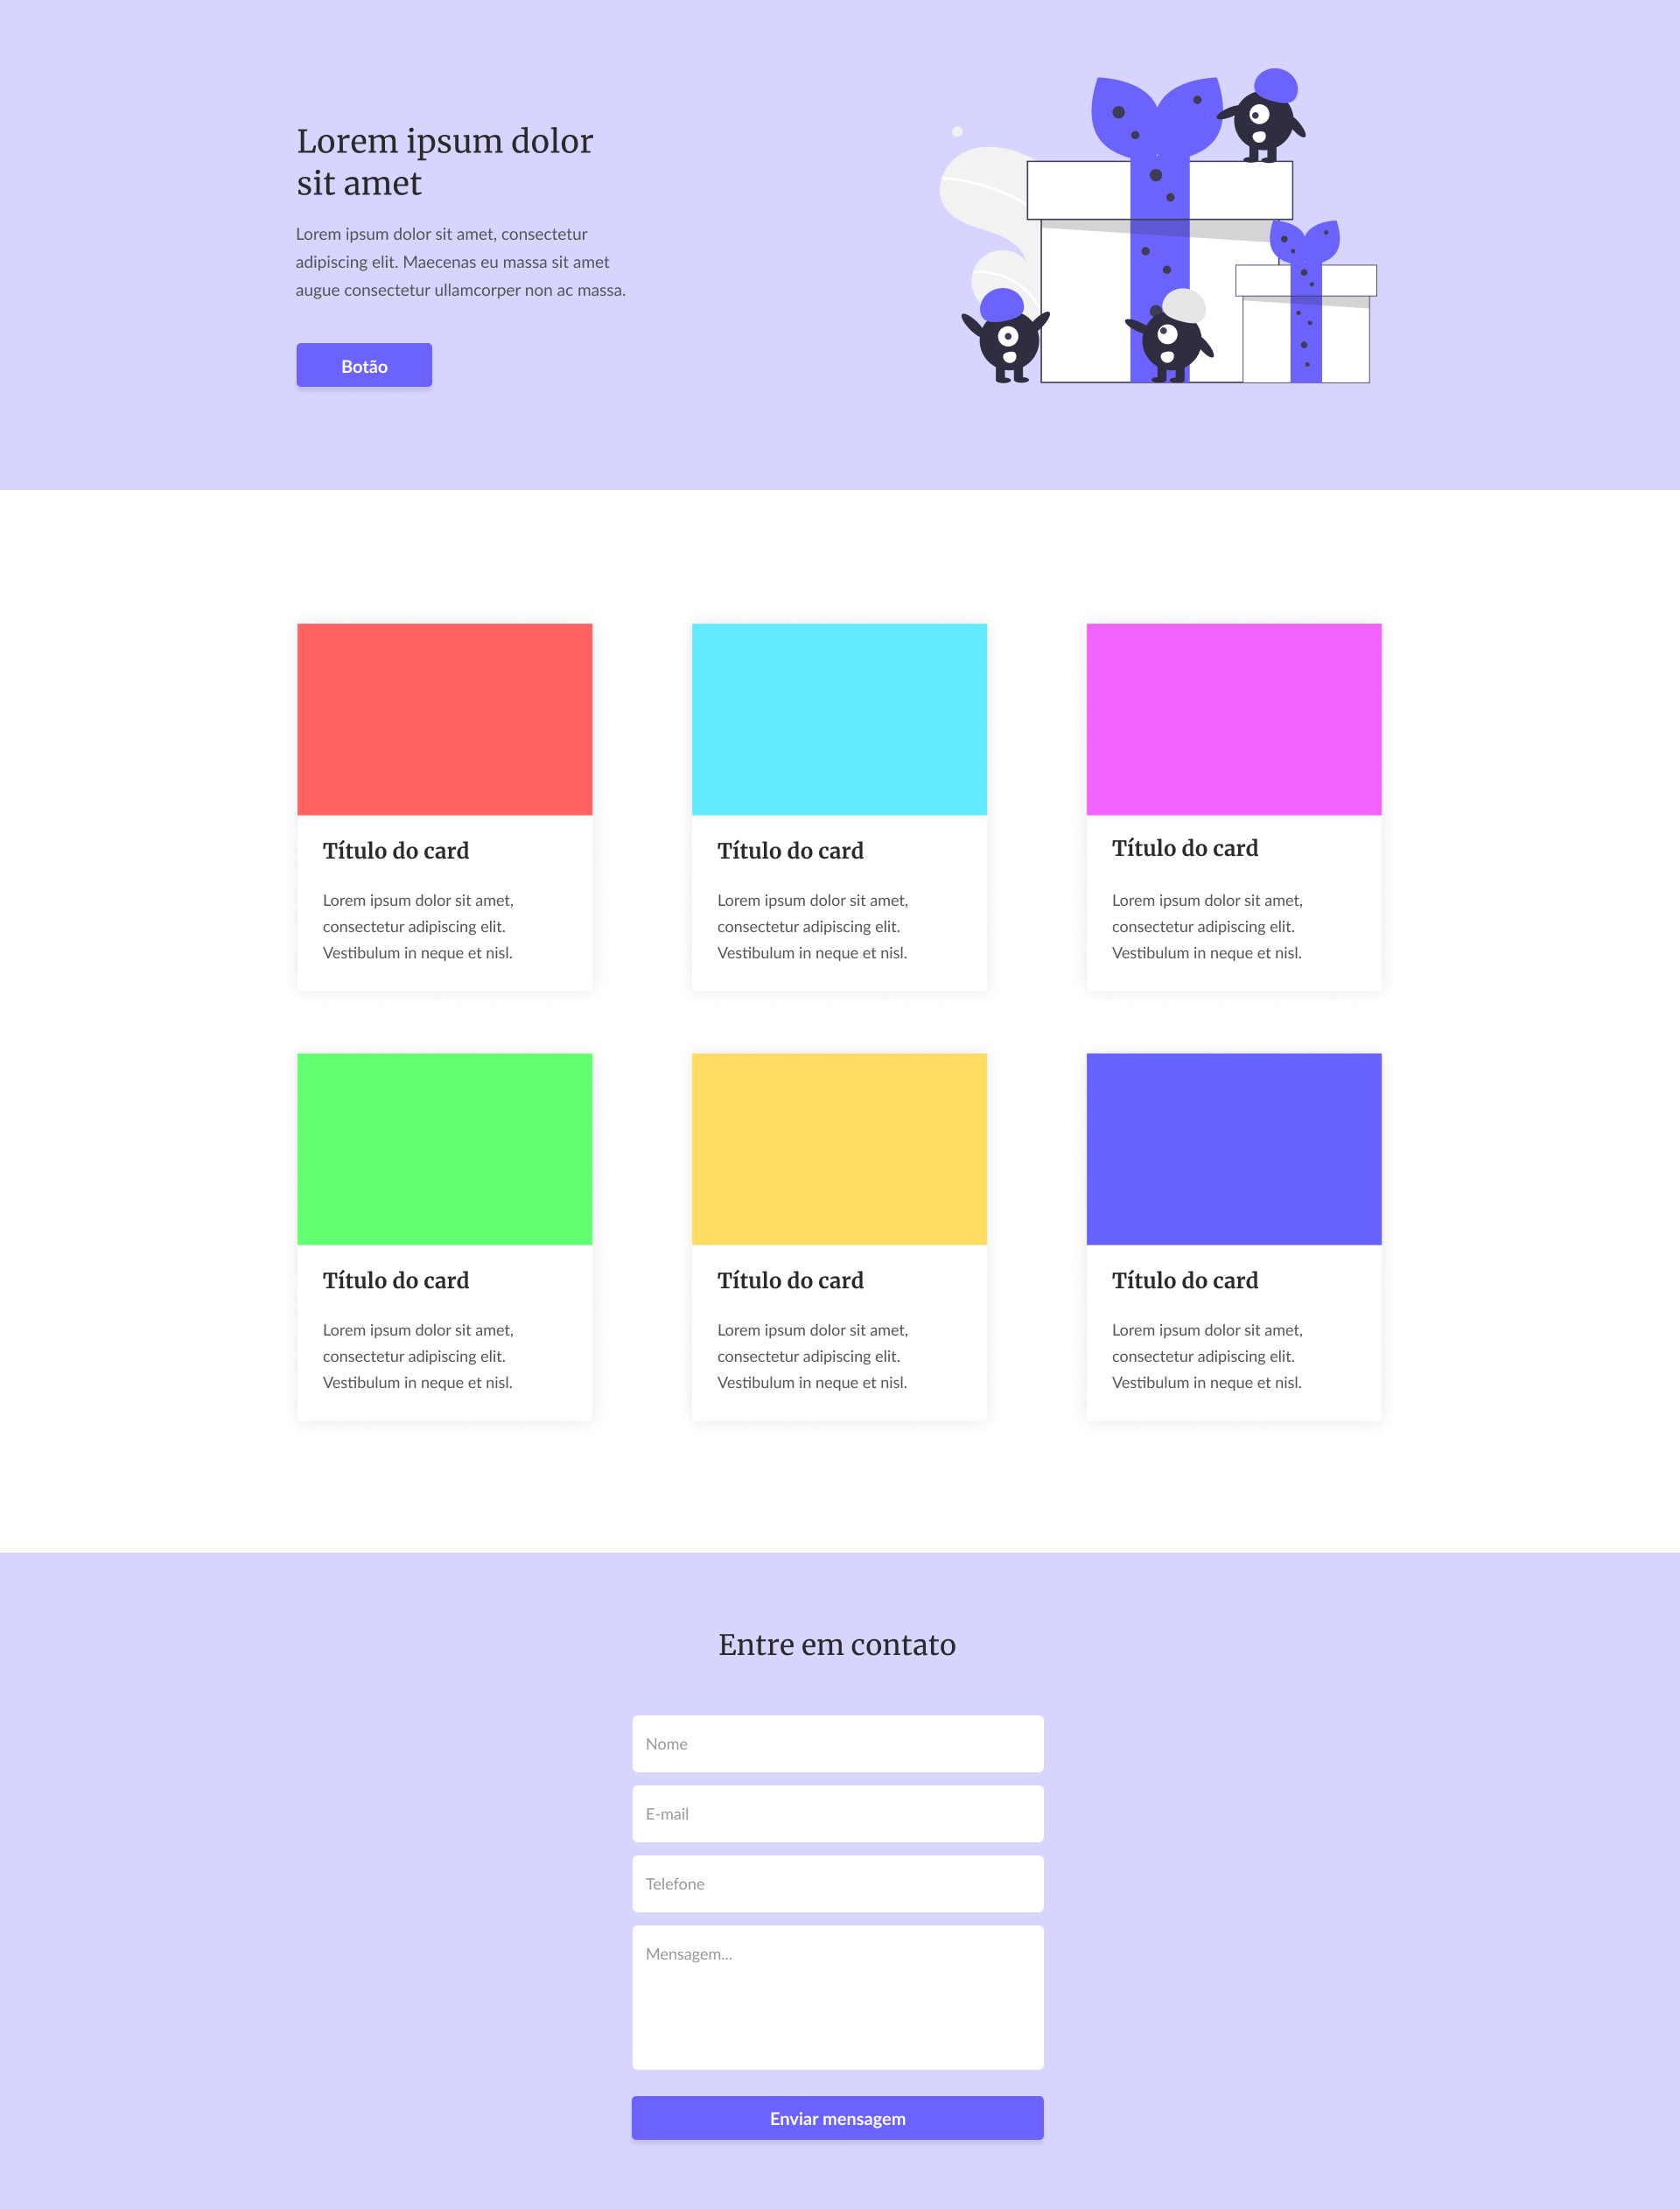 Lorem ipsum dolor
sit amet
Lorem ipsum dolor sit amet, consectetur
adipiscing elit. Maecenas eu massa sit amet
augue consectetur ullamcorper non ac massa.
Botão
Título do card
Lorem ipsum dolor sit amet,
consectetur adipiscing elit.
Vestibulum in neque et nisl.
Título do card
Lorem ipsum dolor sit amet,
consectetur adipiscing elit.
Vestibulum in neque et nisl.
Título do card
Lorem ipsum dolor sit amet,
consectetur adipiscing elit.
Vestibulum in neque et nisl.
Título do card
Lorem ipsum dolor sit amet,
consectetur adipiscing elit.
Vestibulum in neque et nisl.
Título do card
Lorem ipsum dolor sit amet,
consectetur adipiscing elit.
Vestibulum in neque et nisl.
Título do card
Lorem ipsum dolor sit amet,
consectetur adipiscing elit.
Vestibulum in neque et nisl.
Entre em contato
Nome
E-mail
Telefone
Mensagem...
Enviar mensagem